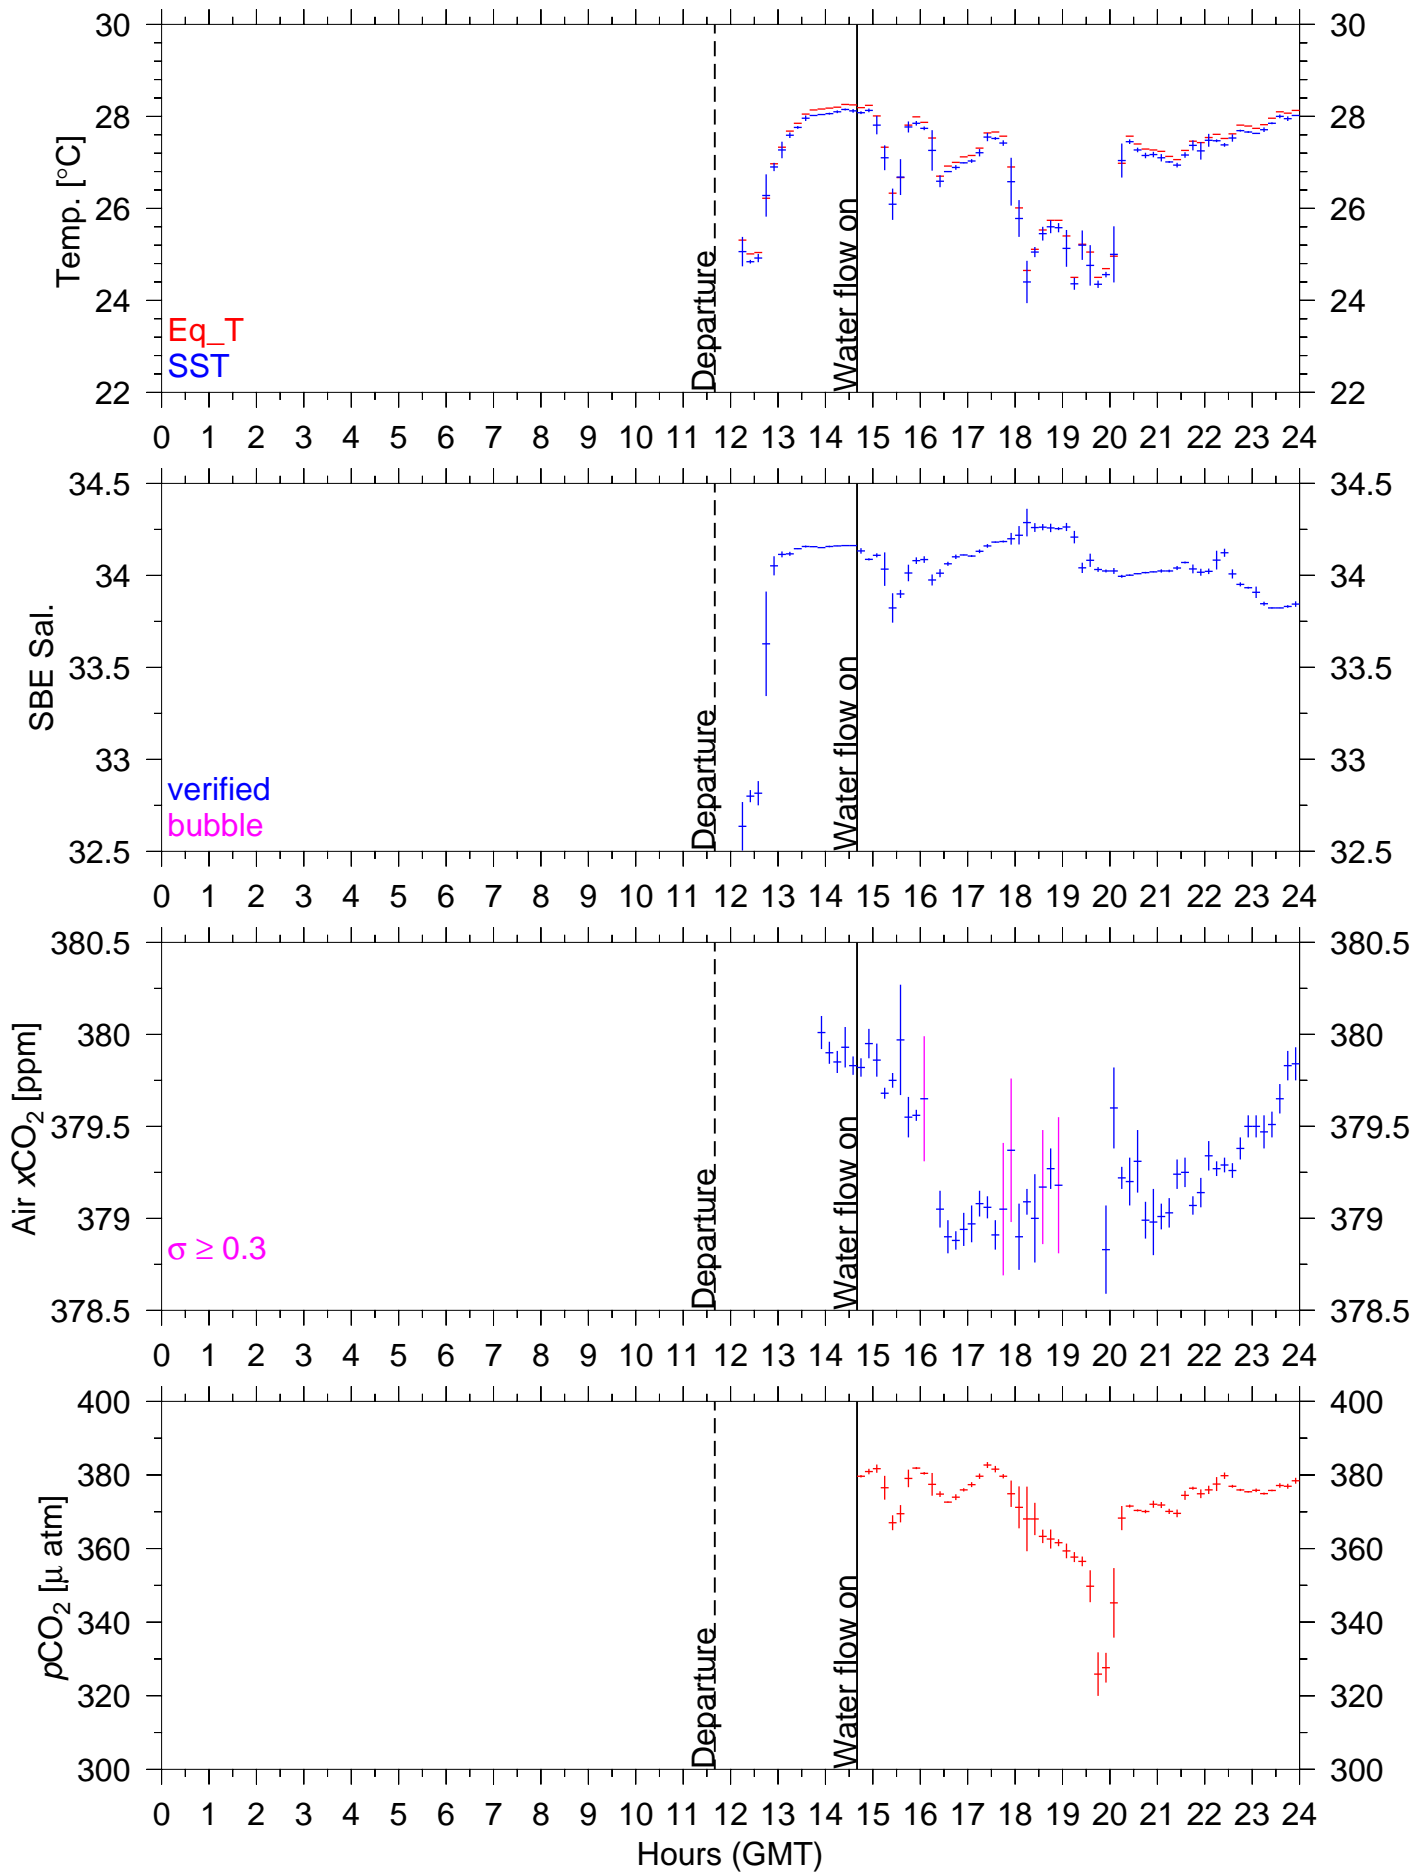 30 30
28 28
26 26
24 24
22 22
Temp. [°C]
Eq_T
SST
Departure
Water flow on
0 1 2 3 4 5 6 7 8 9 10 11 12 13 14 15 16 17 18 19 20 21 22 23 24
34.5 34.5
34 34
33.5 33.5
33 33
32.5 32.5
SBE Sal.
verified
bubble
Departure
Water flow on
0 1 2 3 4 5 6 7 8 9 10 11 12 13 14 15 16 17 18 19 20 21 22 23 24
380.5 380.5
380 380
379.5 379.5
379 379
378.5 378.5
Air xCO₂ [ppm]
σ ≥ 0.3
Departure
Water flow on
0 1 2 3 4 5 6 7 8 9 10 11 12 13 14 15 16 17 18 19 20 21 22 23 24
400 400
380 380
360 360
340 340
320 320
300 300
pCO₂ [µ atm]
Departure
Water flow on
0 1 2 3 4 5 6 7 8 9 10 11 12 13 14 15 16 17 18 19 20 21 22 23 24
Hours (GMT)